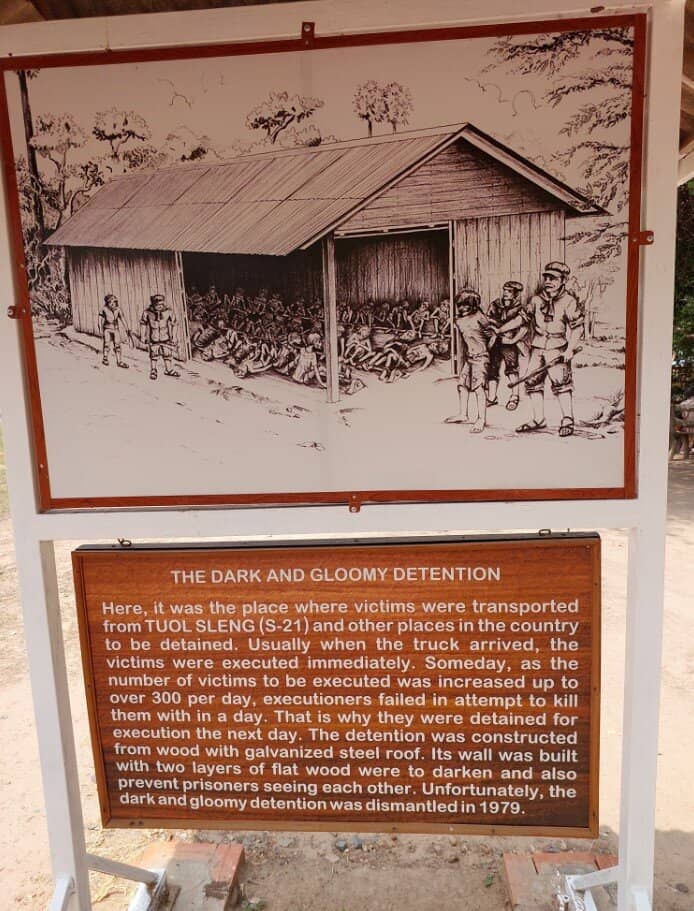 THE DARK AND GLOOMY DETENTION
Here, it was the place where victims were transported
from TUOL SLENG (S-21) and other places in the country
to be detained. Usually when the truck arrived, the
victims were executed immediately. Someday, as the
number of victims to be executed was increased up to
over 300 per day, executioners failed in attempt to kill
them with in a day. That is why they were detained for
execution the next day. The detention was constructed
from wood with galvanized steel roof. Its wall was built
with two layers of flat wood were to darken and also
prevent prisoners seeing each other. Unfortunately, the
dark and gloomy detention was dismantled in 1979.